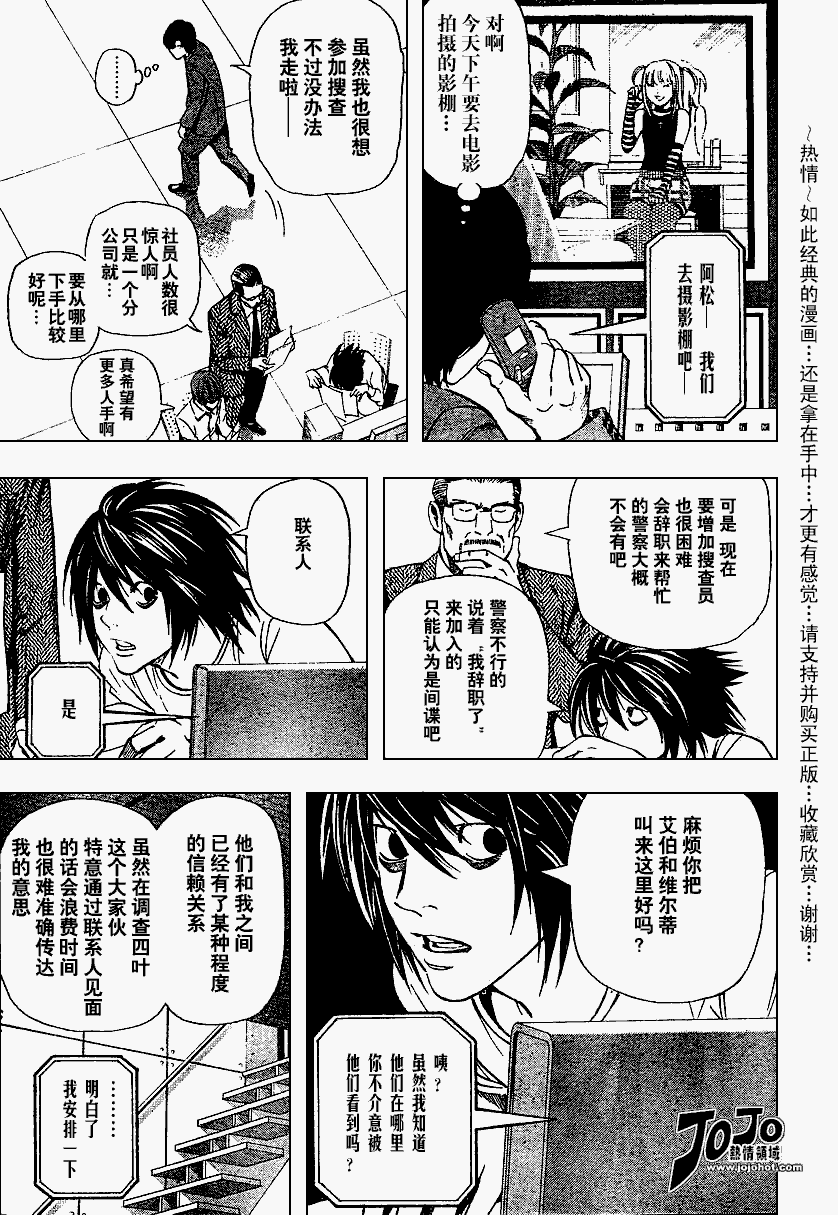 对啊
今天下午要去电影
拍摄的影棚…
阿松—— 我们
去摄影棚吧——
虽然我也很想
参加搜查
不过没办法
我走啦——
………
社员人数很
惊人啊
只是一个分
公司就…
要从哪里
下手比较
好呢…
真希望有
更多人手啊
可是 现在
要增加搜查员
也很困难
会辞职来帮忙
的警察大概
不会有吧
警察不行的
说着“我辞职了”
来加入的
只能认为是间谍吧
联系人
是
麻烦你把
艾伯和维尔蒂
叫来这里好吗?
咦?
虽然我知道
他们在哪里
你不介意被
他们看到吗?
他们和我之间
已经有了某种程度
的信赖关系
虽然在调查四叶
这个大家伙
特意通过联系人见面
的话会浪费时间
也很难准确传达
我的意思
………
明白了
我安排一下
~热情~如此经典的漫画…还是拿在手中…才更有感觉…请支持并购买正版…收藏欣赏…谢谢…
JOJO
熱情領域
www.jojohot.com